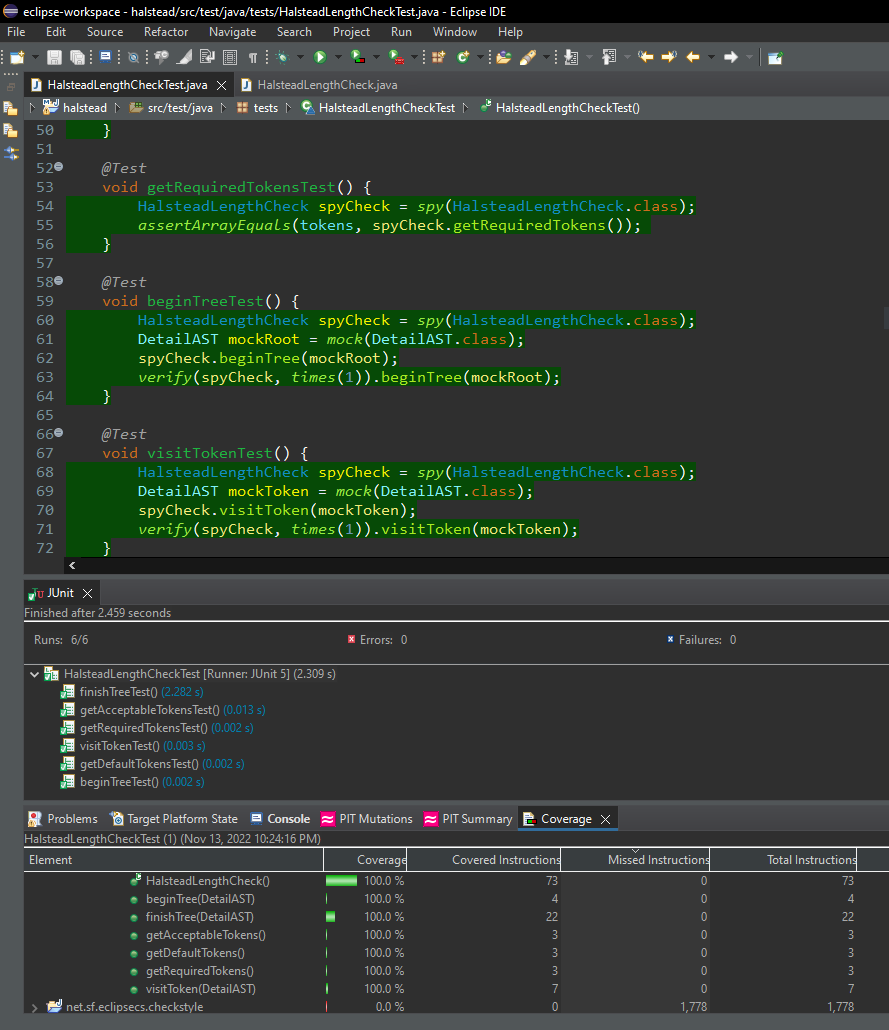 eclipse-workspace - halstead/src/test/java/tests/HalsteadLengthCheckTest.java - Eclipse IDE
File Edit Source Refactor Navigate Search Project Run Window Help
HalsteadLengthCheckTest.java HalsteadLengthCheck.java
halstead src/test/java tests HalsteadLengthCheckTest HalsteadLengthCheckTest()
50 }
51
52 @Test
53 void getRequiredTokensTest() {
54 HalsteadLengthCheck spyCheck = spy(HalsteadLengthCheck.class);
55 assertArrayEquals(tokens, spyCheck.getRequiredTokens());
56 }
57
58 @Test
59 void beginTreeTest() {
60 HalsteadLengthCheck spyCheck = spy(HalsteadLengthCheck.class);
61 DetailAST mockRoot = mock(DetailAST.class);
62 spyCheck.beginTree(mockRoot);
63 verify(spyCheck, times(1)).beginTree(mockRoot);
64 }
65
66 @Test
67 void visitTokenTest() {
68 HalsteadLengthCheck spyCheck = spy(HalsteadLengthCheck.class);
69 DetailAST mockToken = mock(DetailAST.class);
70 spyCheck.visitToken(mockToken);
71 verify(spyCheck, times(1)).visitToken(mockToken);
72 }
JUnit
Finished after 2.459 seconds
Runs: 6/6 Errors: 0 Failures: 0
HalsteadLengthCheckTest [Runner: JUnit 5] (2.309 s)
finishTreeTest() (2.282 s)
getAcceptableTokensTest() (0.013 s)
getRequiredTokensTest() (0.002 s)
visitTokenTest() (0.003 s)
getDefaultTokensTest() (0.002 s)
beginTreeTest() (0.002 s)
Problems Target Platform State Console PIT Mutations PIT Summary Coverage
HalsteadLengthCheckTest (1) (Nov 13, 2022 10:24:16 PM)
Element Coverage Covered Instructions Missed Instructions Total Instructions
HalsteadLengthCheck() 100.0 % 73 0 73
beginTree(DetailAST) 100.0 % 4 0 4
finishTree(DetailAST) 100.0 % 22 0 22
getAcceptableTokens() 100.0 % 3 0 3
getDefaultTokens() 100.0 % 3 0 3
getRequiredTokens() 100.0 % 3 0 3
visitToken(DetailAST) 100.0 % 7 0 7
net.sf.eclipsecs.checkstyle 0.0 % 0 1,778 1,778